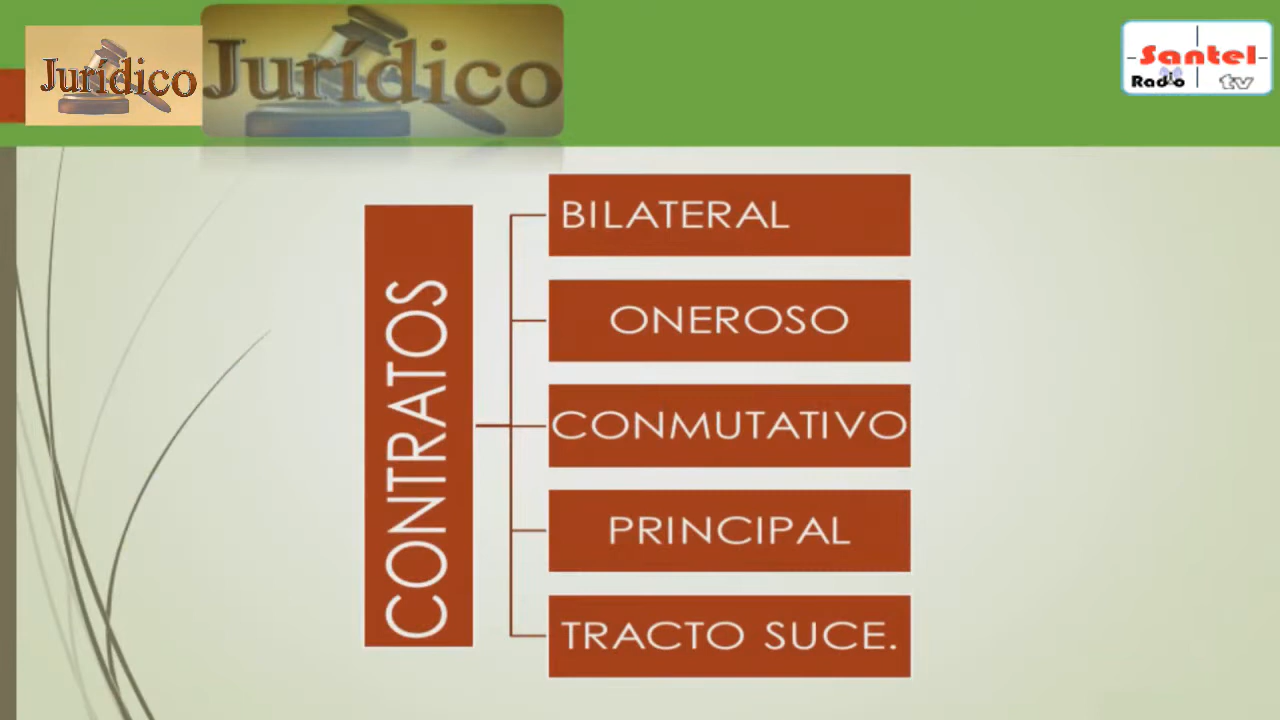 Jurídico
Jurídico
Santel
Radio tv
CONTRATOS
BILATERAL
ONEROSO
CONMUTATIVO
PRINCIPAL
TRACTO SUCE.